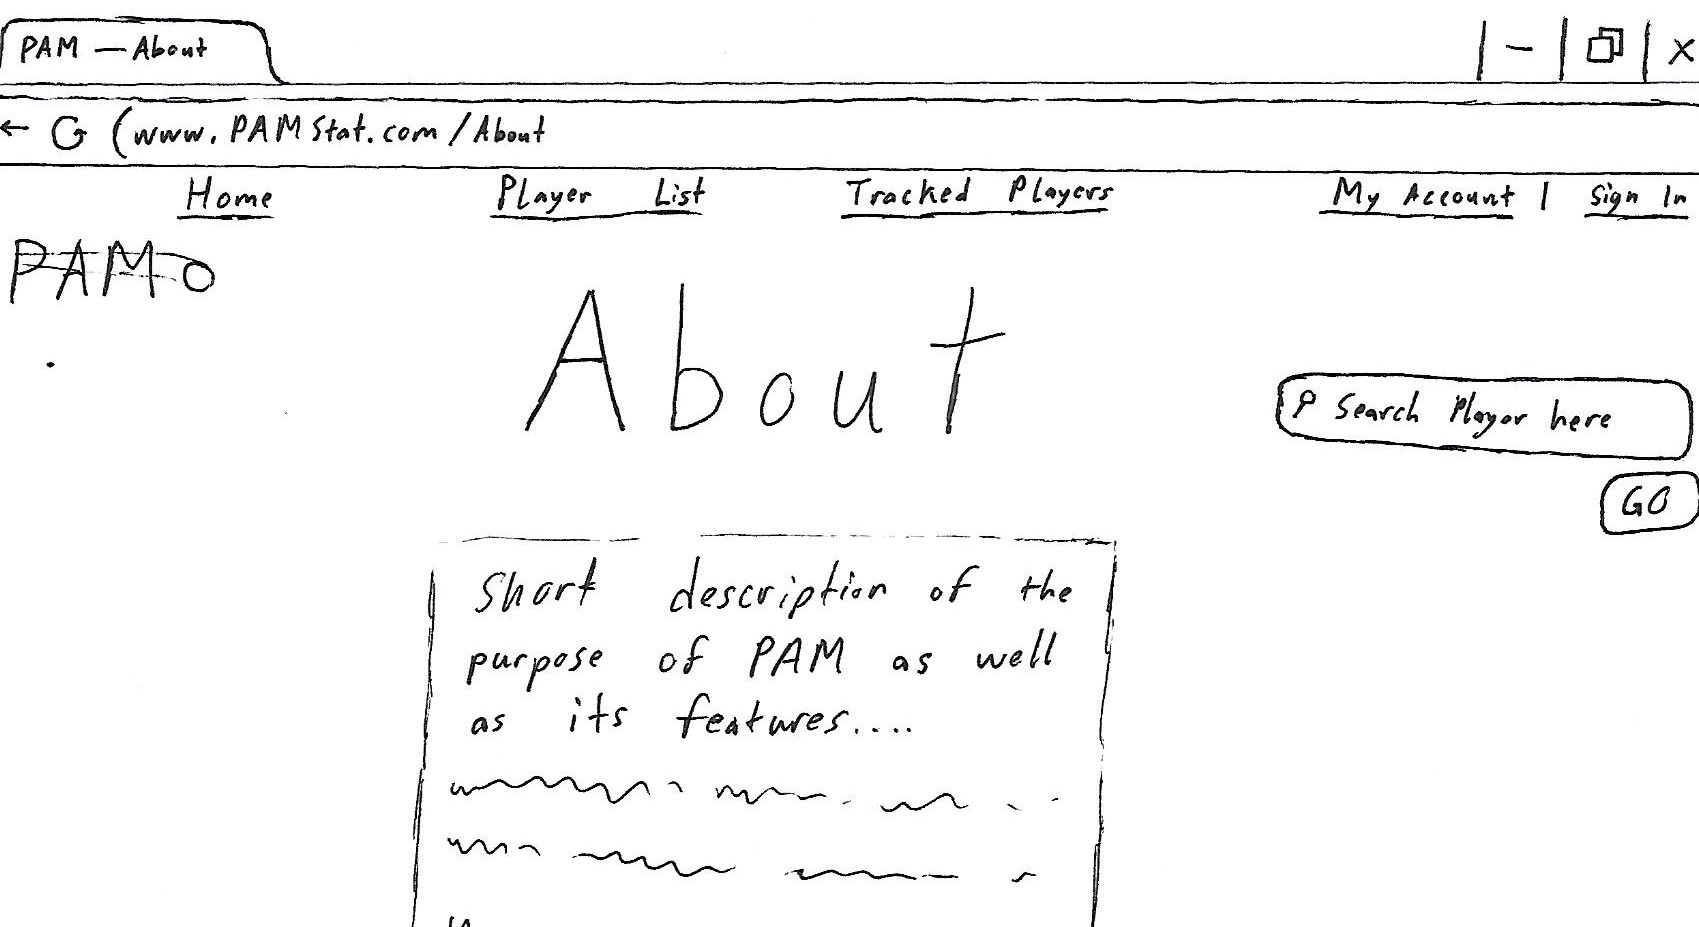 PAM — About
www.PAMStat.com/About
Home Player List Tracked Players My Account | Sign In
PAM
About
Search Player here
GO
Short description of the
purpose of PAM as well
as its features....